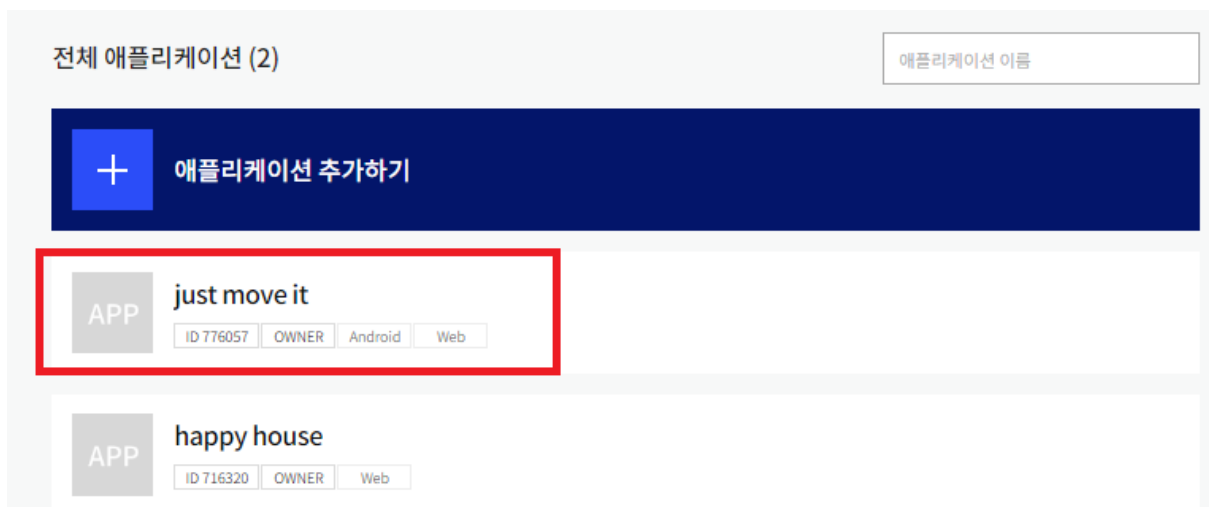 전체 애플리케이션 (2)
애플리케이션 이름
애플리케이션 추가하기
APP
just move it
ID 776057 OWNER Android Web
APP
happy house
ID 716320 OWNER Web